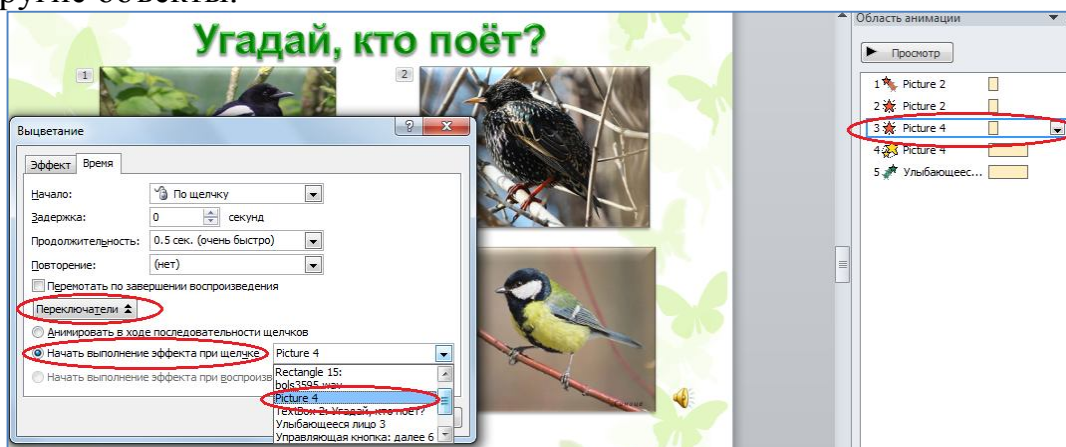 ругие объекты.
Угадай, кто поёт?
1
2
Выцветание
Эффект
Время
Начало:
По щелчку
Задержка:
0
секунд
Продолжительность:
0.5 сек. (очень быстро)
Повторение:
(нет)
Перемотать по завершении воспроизведения
Переключатели
Анимировать в ходе последовательности щелчков
Начать выполнение эффекта при щелчке
Picture 4
Начать выполнение эффекта при воспроизв
Rectangle 15:
bols3595.wav
Picture 4
TextBox 2: Угадай, кто поёт?
Улыбающееся лицо 3
Управляющая кнопка: далее 6
Область анимации
Просмотр
1 Picture 2
2 Picture 2
3 Picture 4
4 Picture 4
5 Улыбающеес...